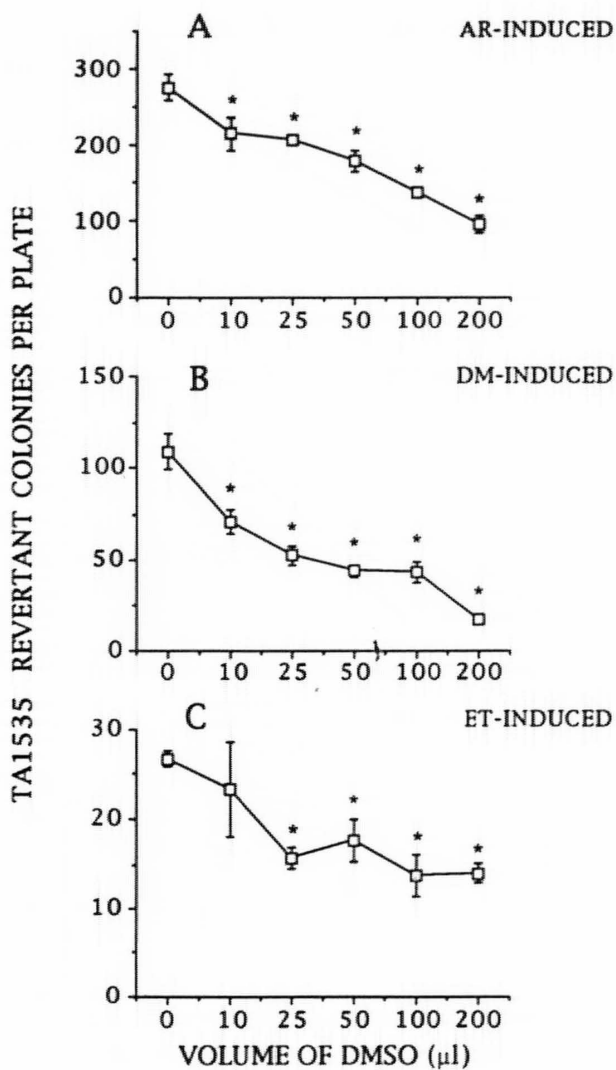 TA1535 REVERTANT COLONIES PER PLATE
A
AR-INDUCED
300
200
100
0
0 10 25 50 100 200
* * * * *
B
DM-INDUCED
150
100
50
0
0 10 25 50 100 200
* * * * *
C
ET-INDUCED
30
20
10
0
0 10 25 50 100 200
* * * *
VOLUME OF DMSO (µl)